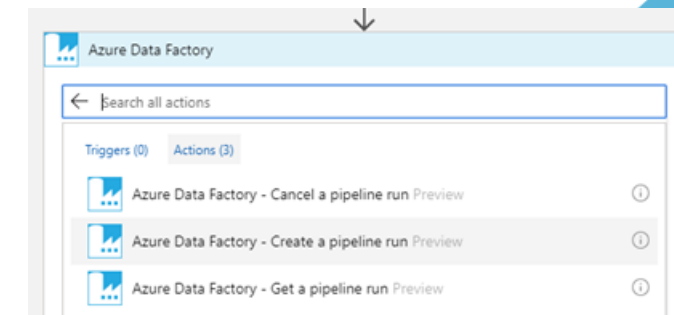 Azure Data Factory
Search all actions
Triggers (0) Actions (3)
Azure Data Factory - Cancel a pipeline run Preview
Azure Data Factory - Create a pipeline run Preview
Azure Data Factory - Get a pipeline run Preview